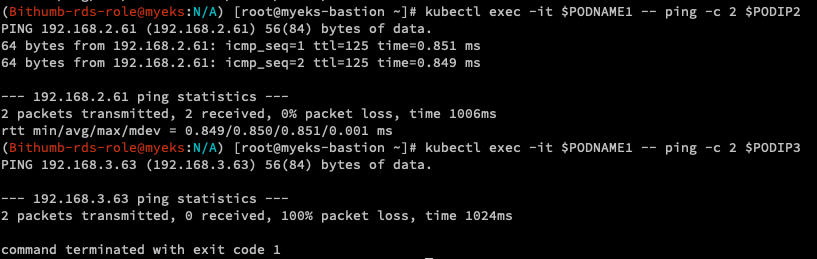 (Bithumb-rds-role@myeks:N/A) [root@myeks-bastion ~]# kubectl exec -it $PODNAME1 -- ping -c 2 $PODIP2
PING 192.168.2.61 (192.168.2.61) 56(84) bytes of data.
64 bytes from 192.168.2.61: icmp_seq=1 ttl=125 time=0.851 ms
64 bytes from 192.168.2.61: icmp_seq=2 ttl=125 time=0.849 ms

--- 192.168.2.61 ping statistics ---
2 packets transmitted, 2 received, 0% packet loss, time 1006ms
rtt min/avg/max/mdev = 0.849/0.850/0.851/0.001 ms
(Bithumb-rds-role@myeks:N/A) [root@myeks-bastion ~]# kubectl exec -it $PODNAME1 -- ping -c 2 $PODIP3
PING 192.168.3.63 (192.168.3.63) 56(84) bytes of data.

--- 192.168.3.63 ping statistics ---
2 packets transmitted, 0 received, 100% packet loss, time 1024ms

command terminated with exit code 1